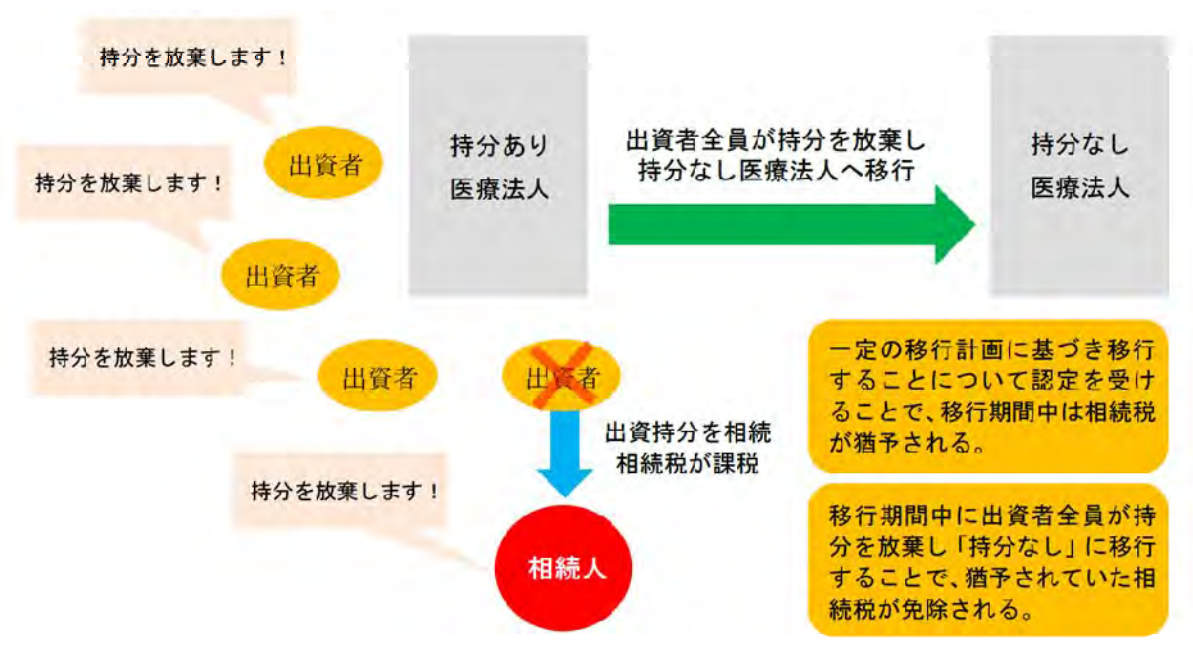 持分を放棄します！
出資者
持分を放棄します！
出資者
持分を放棄します！
出資者
出資者
持分あり
医療法人
出資者全員が持分を放棄し
持分なし医療法人へ移行
持分なし
医療法人
出資持分を相続
相続税が課税
持分を放棄します！
相続人
一定の移行計画に基づき移行
することについて認定を受け
ることで、移行期間中は相続税
が猶予される。
移行期間中に出資者全員が持
分を放棄し「持分なし」に移行
することで、猶予されていた相
続税が免除される。